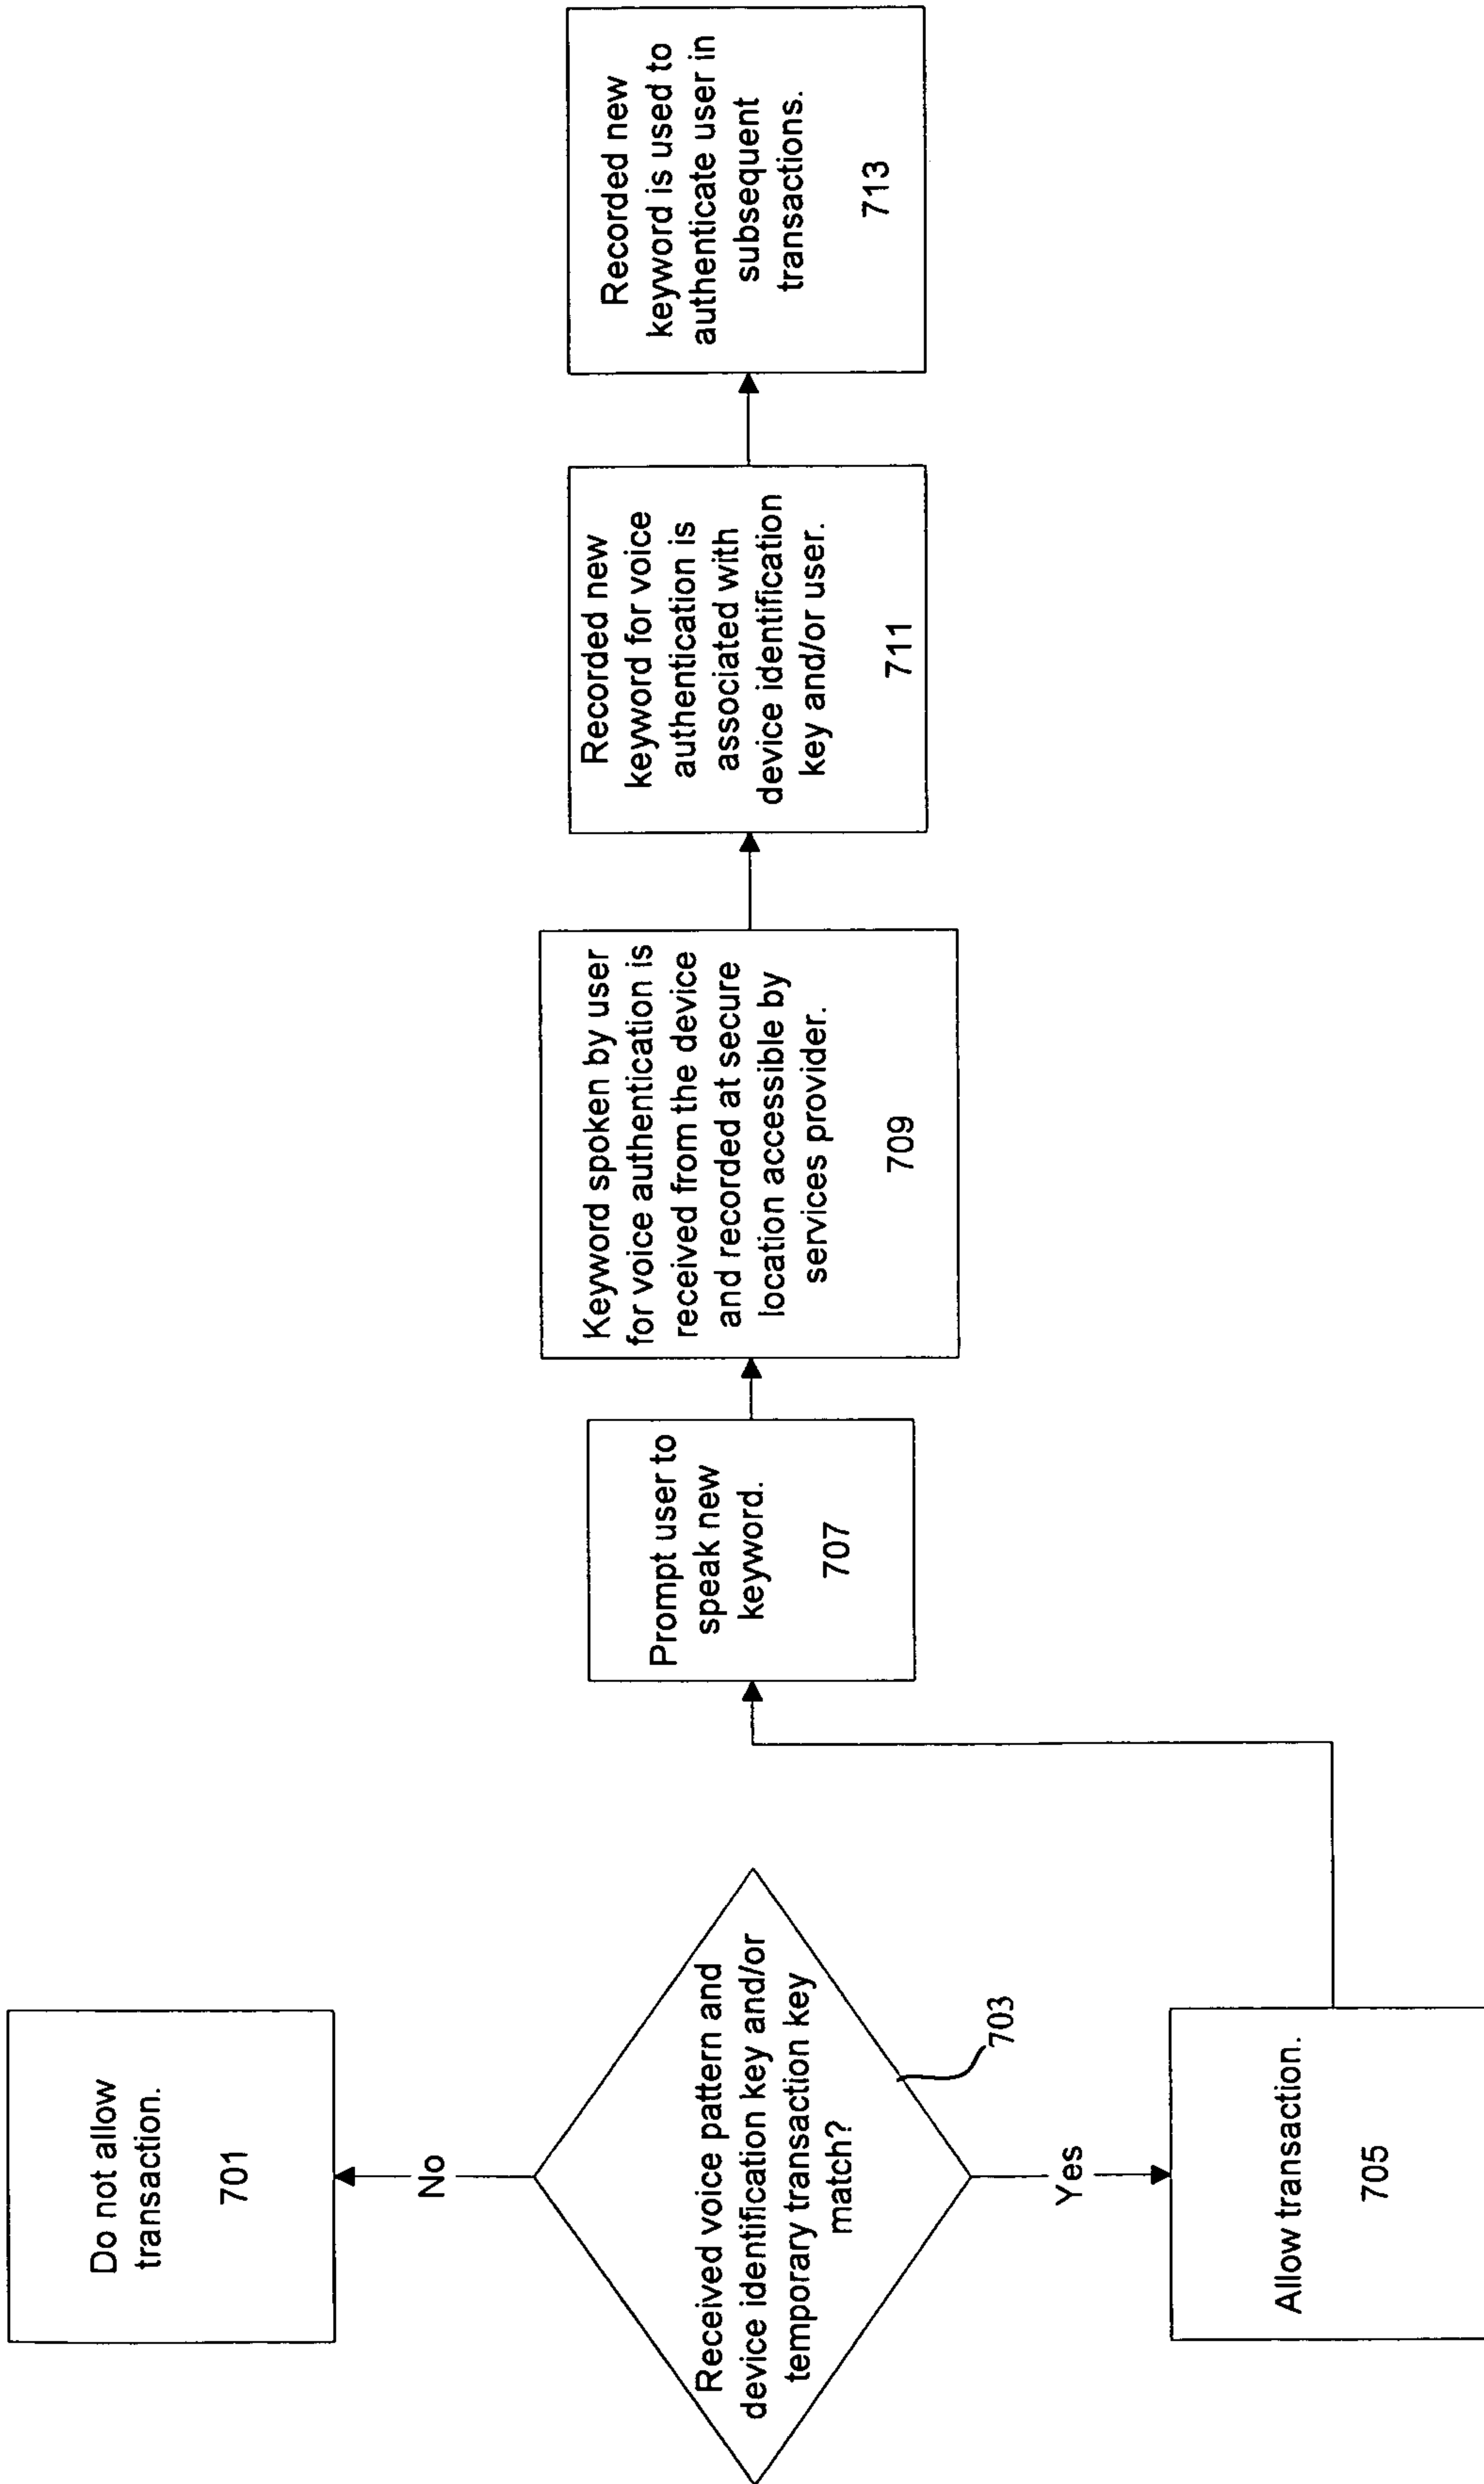 Do not allow
transaction.
701
No
Received voice pattern and
device identification key and/or
temporary transaction key
match?
703
Yes
Allow transaction.
705
Prompt user to
speak new
keyword.
707
Keyword spoken by user
for voice authentication is
received from the device
and recorded at secure
location accessible by
services provider.
709
Recorded new
keyword for voice
authentication is
associated with
device identification
key and/or user.
711
Recorded new
keyword is used to
authenticate user in
subsequent
transactions.
713